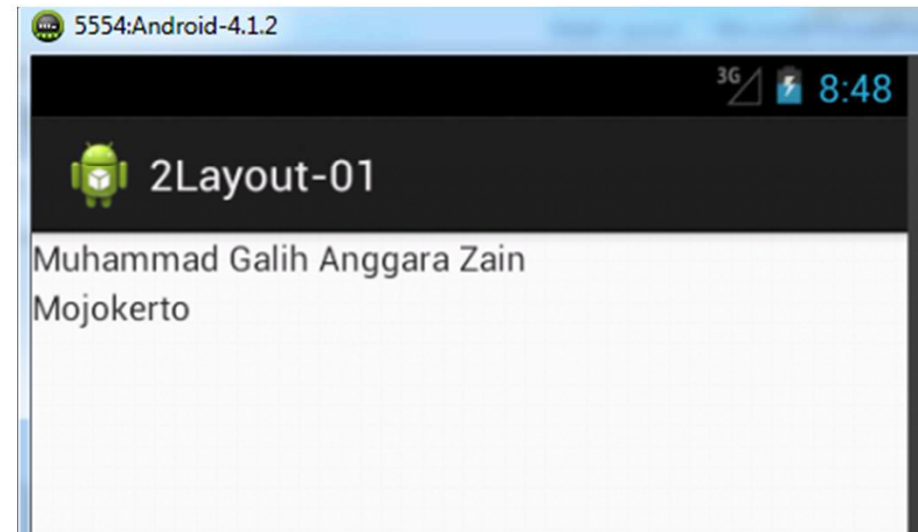 5554:Android-4.1.2
3G 8:48
2Layout-01
Muhammad Galih Anggara Zain
Mojokerto